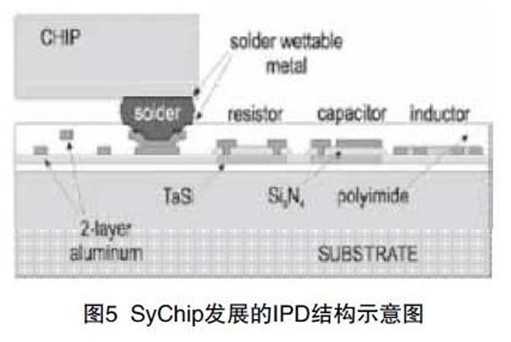 CHIP
solder wettable
metal
solder
resistor
capacitor
inductor
TaSi
Si₃N₄
polyimide
2-layer
aluminum
SUBSTRATE
图5 SyChip发展的IPD结构示意图